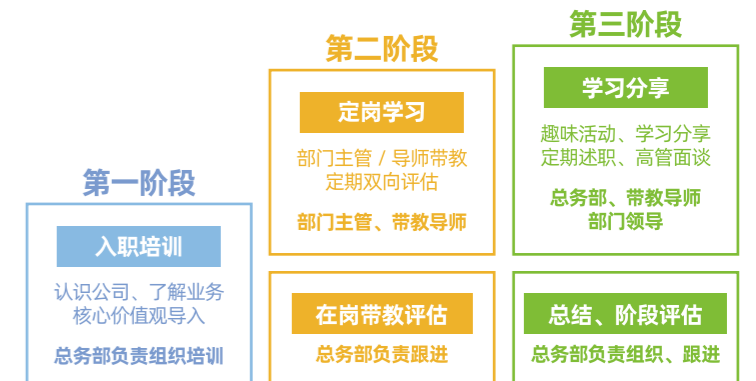 第一阶段
入职培训
认识公司、了解业务
核心价值观导入
总务部负责组织培训
第二阶段
定岗学习
部门主管 / 导师带教
定期双向评估
部门主管、带教导师
在岗带教评估
总务部负责跟进
第三阶段
学习分享
趣味活动、学习分享
定期述职、高管面谈
总务部、带教导师
部门领导
总结、阶段评估
总务部负责组织、跟进